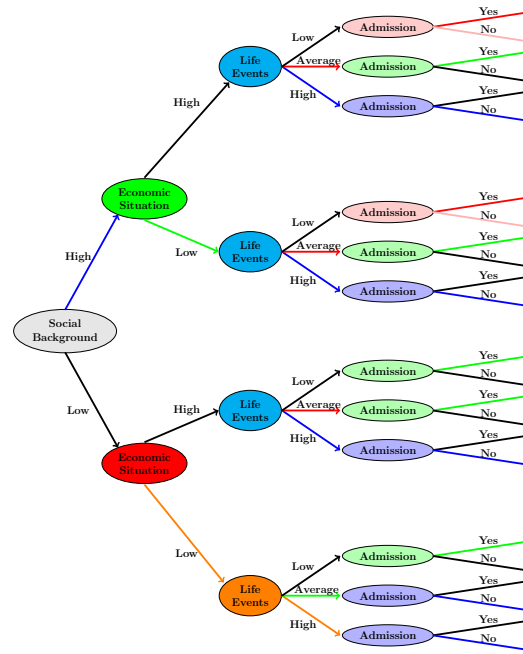 Yes
Low
Admission
No
Life
Events
Average
Admission
Yes
No
High
High
Admission
Yes
No
Economic
Situation
Low
Admission
Yes
No
High
Low
Life
Events
Average
Admission
Yes
No
High
Admission
Yes
No
Social
Background
Low
High
Life
Events
Low
Admission
Yes
No
Average
Admission
Yes
No
High
Admission
Yes
No
Economic
Situation
Low
Life
Events
Low
Admission
Yes
No
Average
Admission
Yes
No
High
Admission
Yes
No